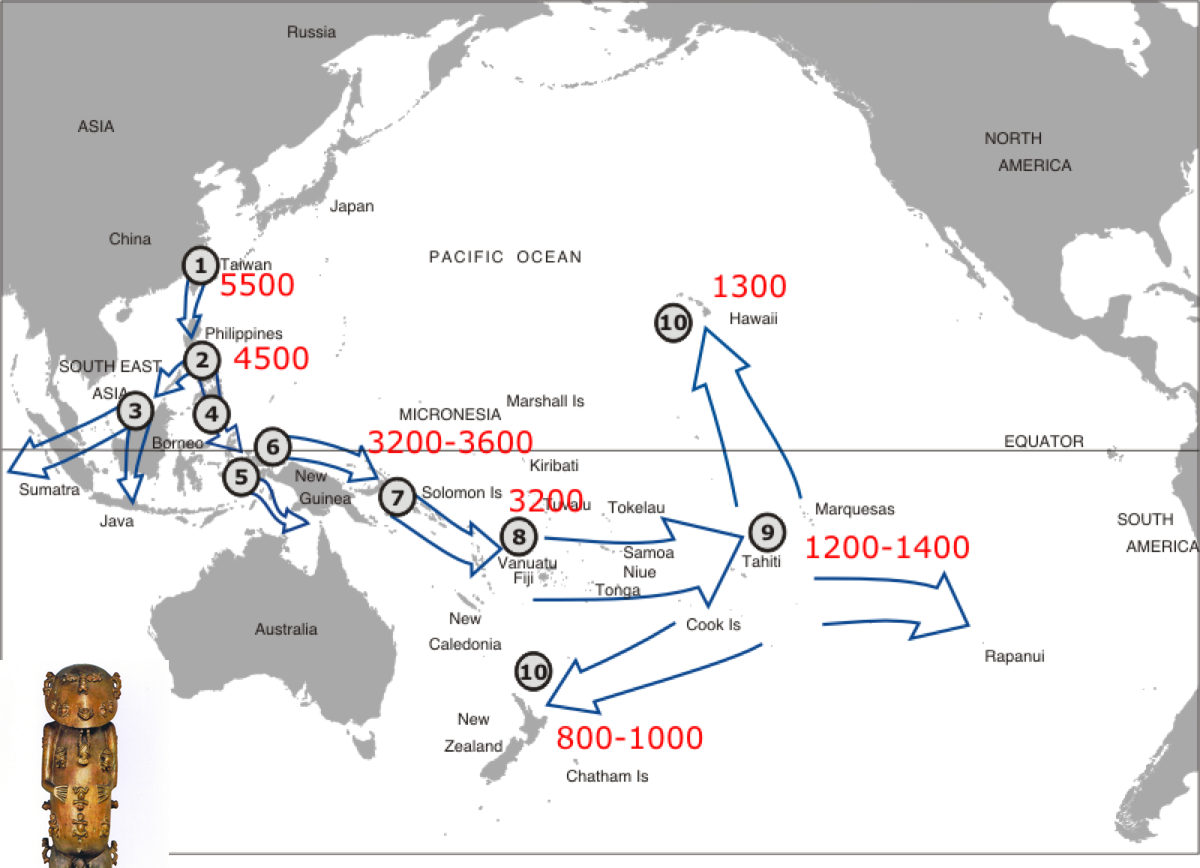 Russia
ASIA
NORTH
AMERICA
Japan
China
PACIFIC OCEAN
1
Taiwan
5500
1300
10
Hawaii
Philippines
2
4500
SOUTH EAST
ASIA
3
4
MICRONESIA
Marshall Is
Borneo
6
3200-3600
EQUATOR
Kiribati
5
New
Guinea
Sumatra
7
Solomon Is
3200
Tuvalu
Tokelau
Marquesas
Java
8
9
SOUTH
AMERICA
1200-1400
Vanuatu
Fiji
Samoa
Niue
Tahiti
Tonga
New
Caledonia
Cook Is
Australia
Rapanui
10
New
Zealand
800-1000
Chatham Is